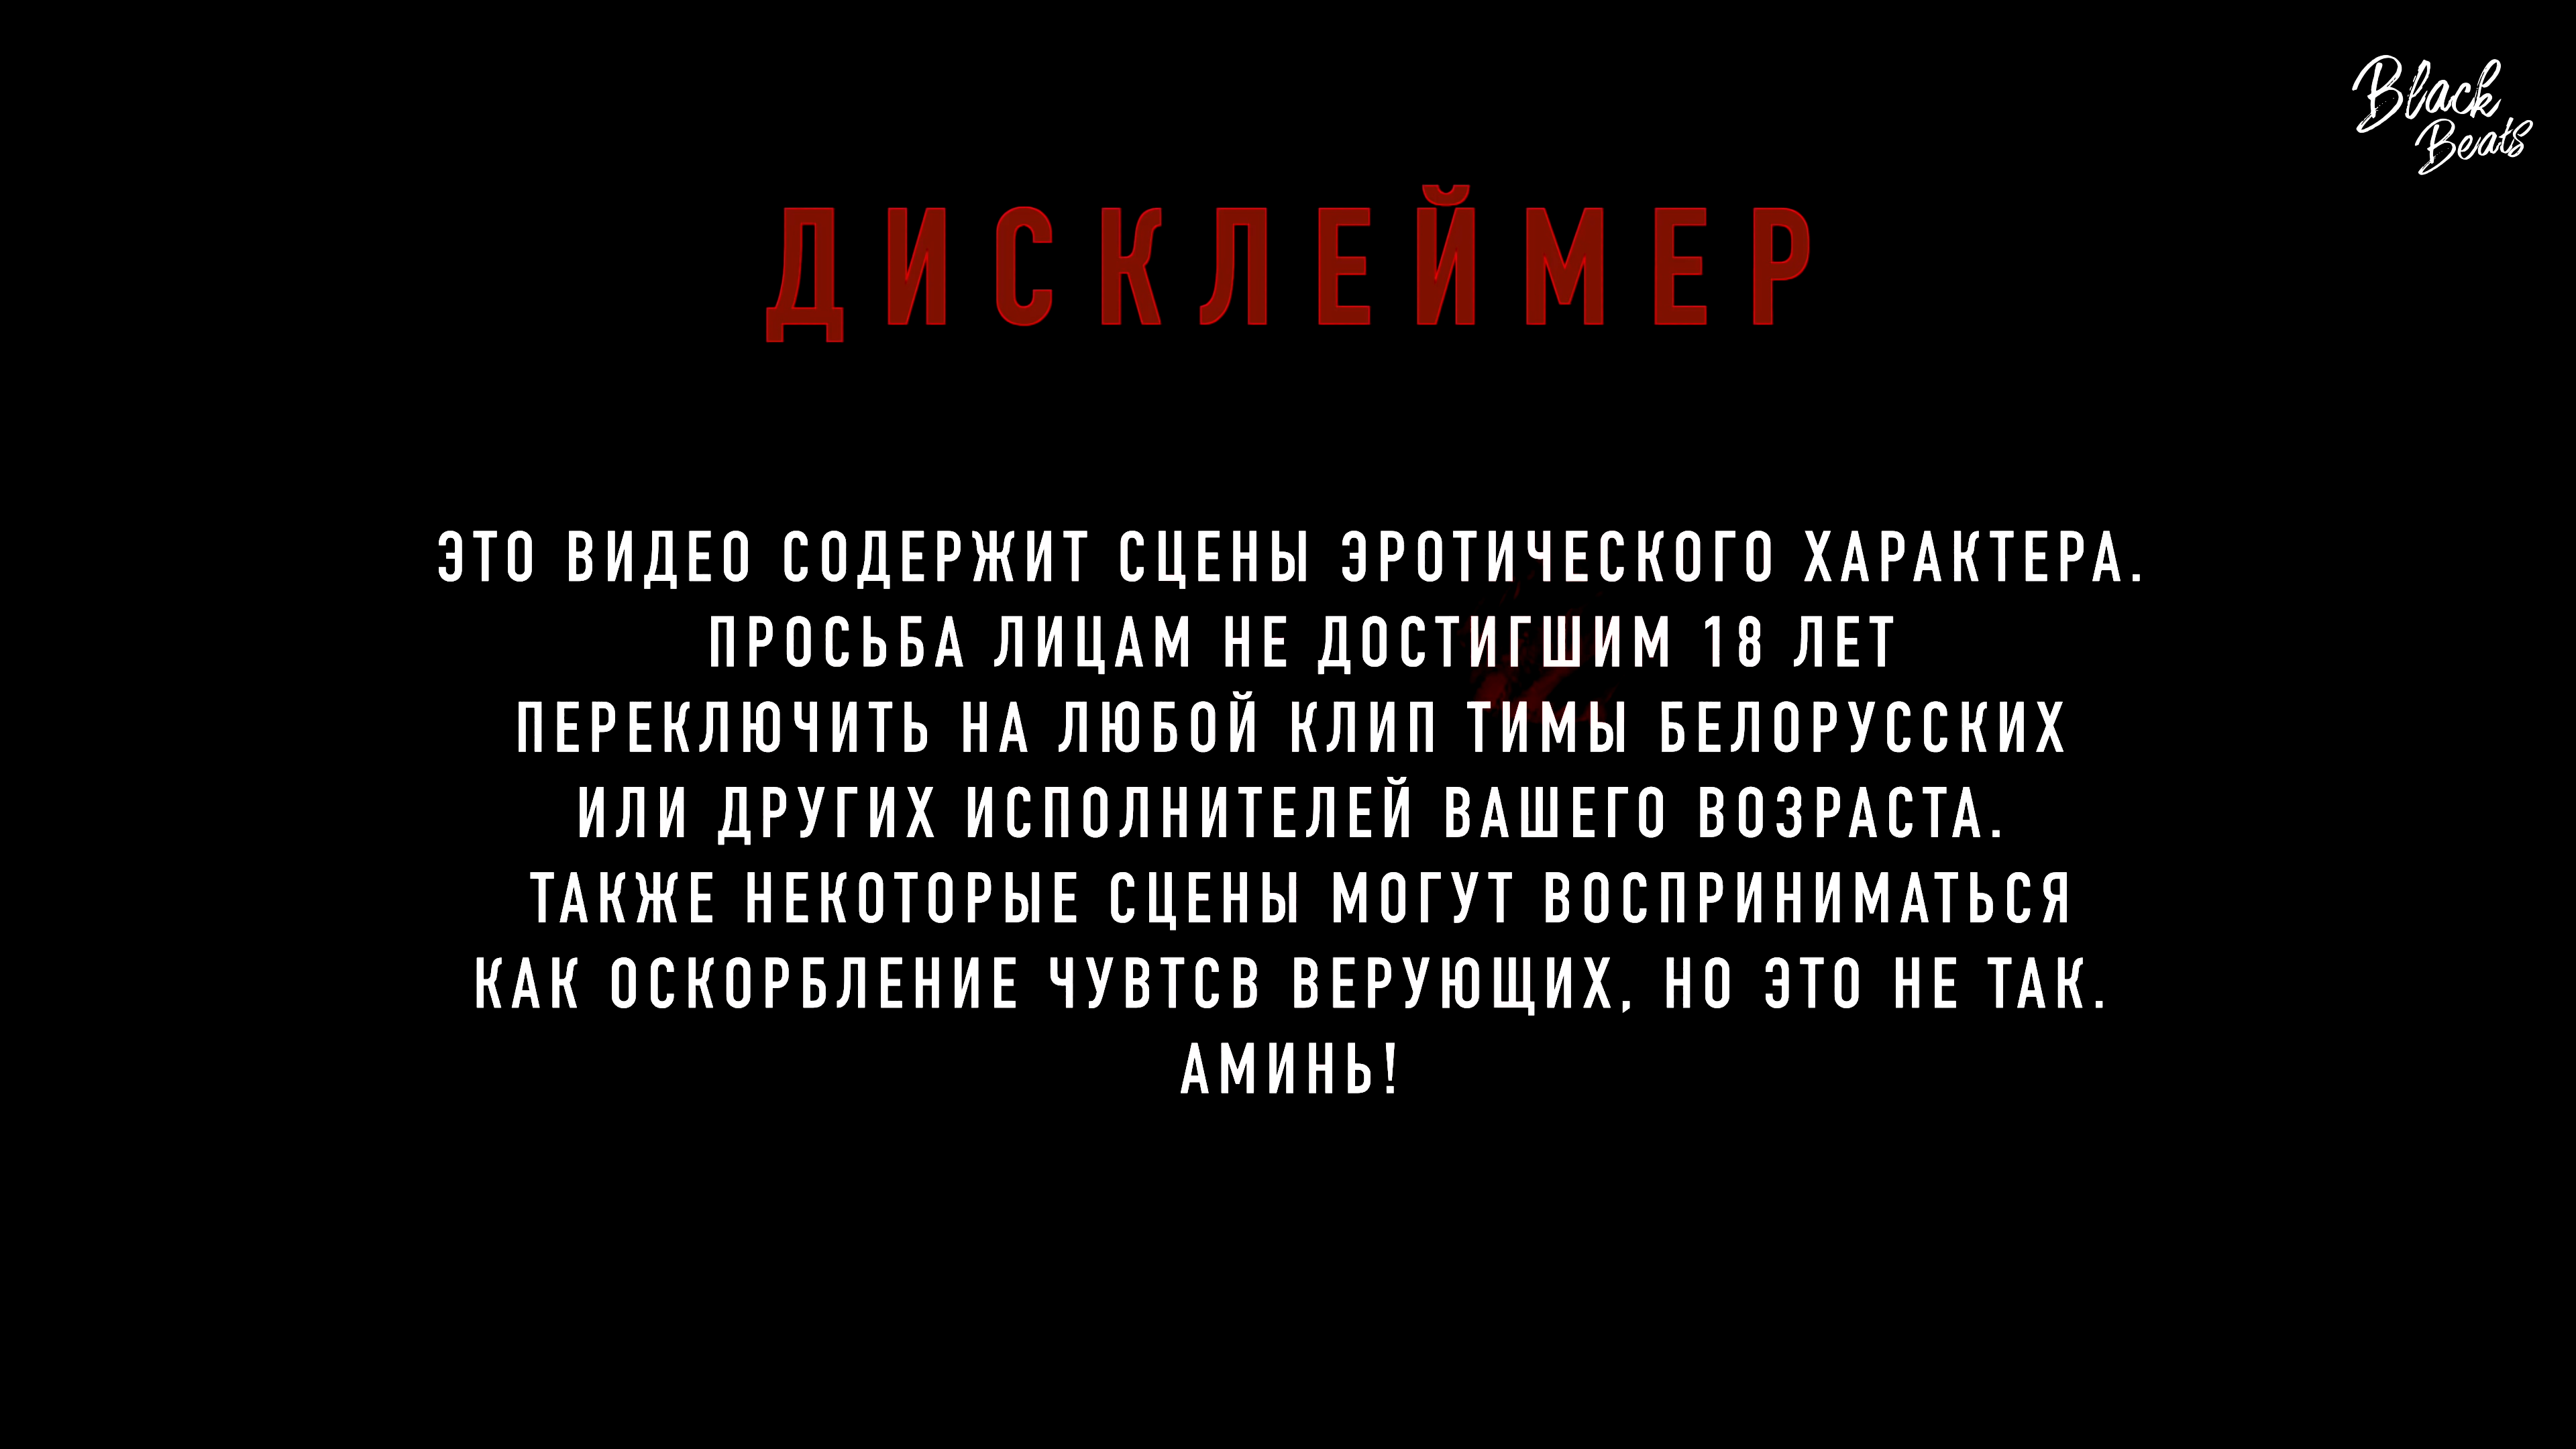 Black
Beats
ДИСКЛЕЙМЕР
ЭТО ВИДЕО СОДЕРЖИТ СЦЕНЫ ЭРОТИЧЕСКОГО ХАРАКТЕРА.
ПРОСЬБА ЛИЦАМ НЕ ДОСТИГШИМ 18 ЛЕТ
ПЕРЕКЛЮЧИТЬ НА ЛЮБОЙ КЛИП ТИМЫ БЕЛОРУССКИХ
ИЛИ ДРУГИХ ИСПОЛНИТЕЛЕЙ ВАШЕГО ВОЗРАСТА.
ТАКЖЕ НЕКОТОРЫЕ СЦЕНЫ МОГУТ ВОСПРИНИМАТЬСЯ
КАК ОСКОРБЛЕНИЕ ЧУВТСВ ВЕРУЮЩИХ, НО ЭТО НЕ ТАК.
АМИНЬ!